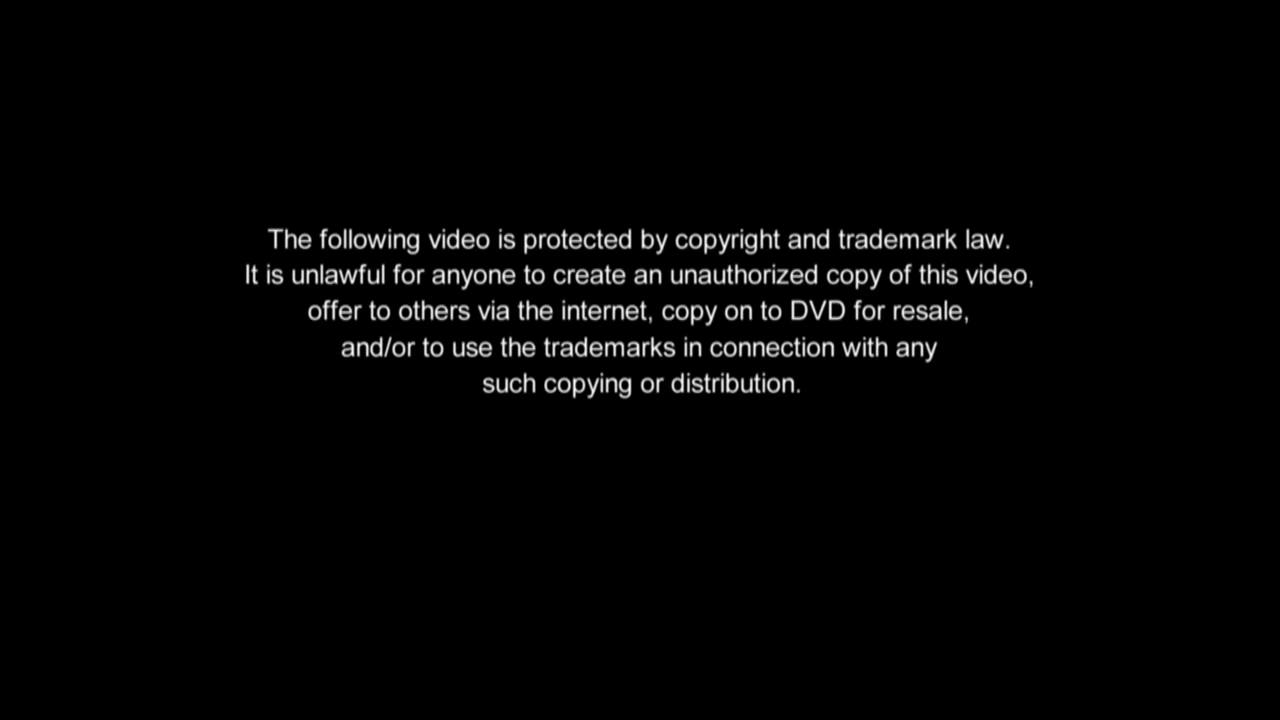 The following video is protected by copyright and trademark law.
It is unlawful for anyone to create an unauthorized copy of this video,
offer to others via the internet, copy on to DVD for resale,
and/or to use the trademarks in connection with any
such copying or distribution.